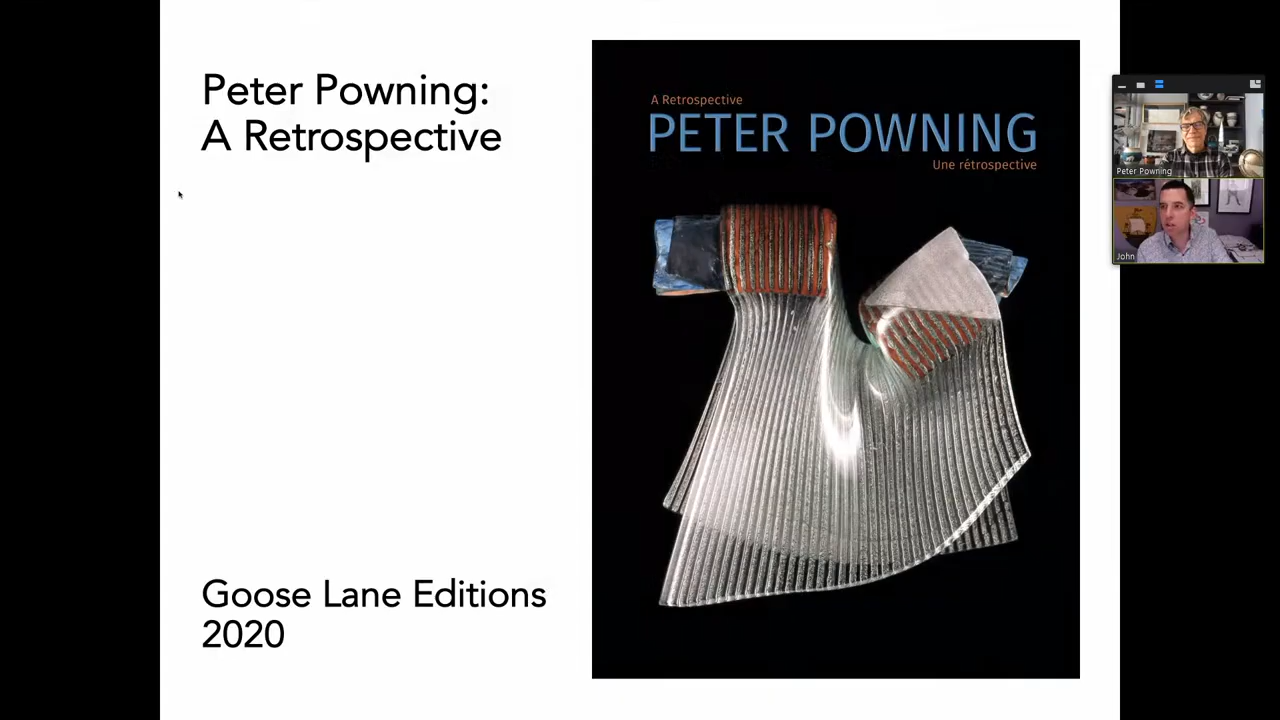 Peter Powning:
A Retrospective
A Retrospective
PETER POWNING
Une rétrospective
Goose Lane Editions
2020
Peter Powning
John